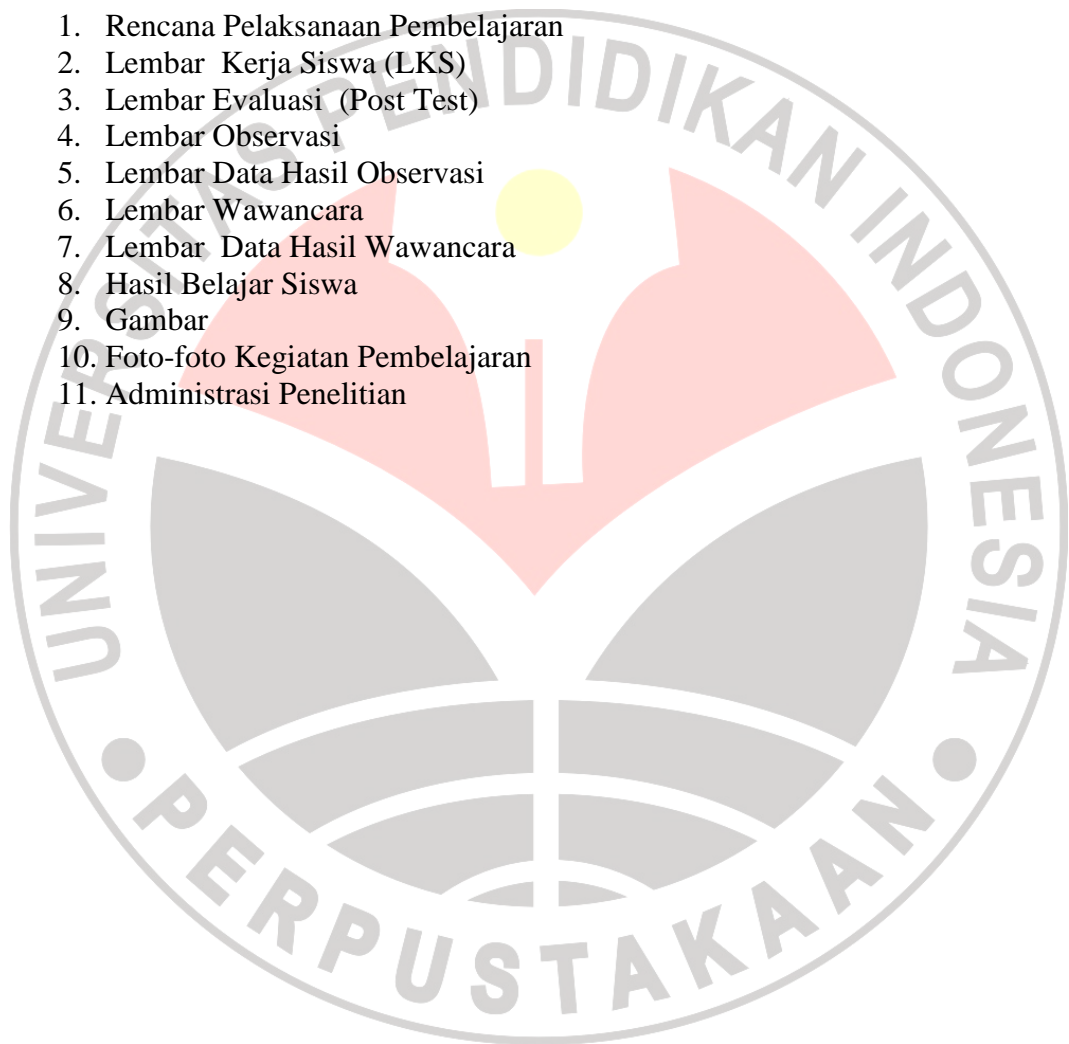 1. Rencana Pelaksanaan Pembelajaran
2. Lembar Kerja Siswa (LKS)
3. Lembar Evaluasi (Post Test)
4. Lembar Observasi
5. Lembar Data Hasil Observasi
6. Lembar Wawancara
7. Lembar Data Hasil Wawancara
8. Hasil Belajar Siswa
9. Gambar
10. Foto-foto Kegiatan Pembelajaran
11. Administrasi Penelitian
UNIVERSITAS PENDIDIKAN INDONESIA
PERPUSTAKAAN